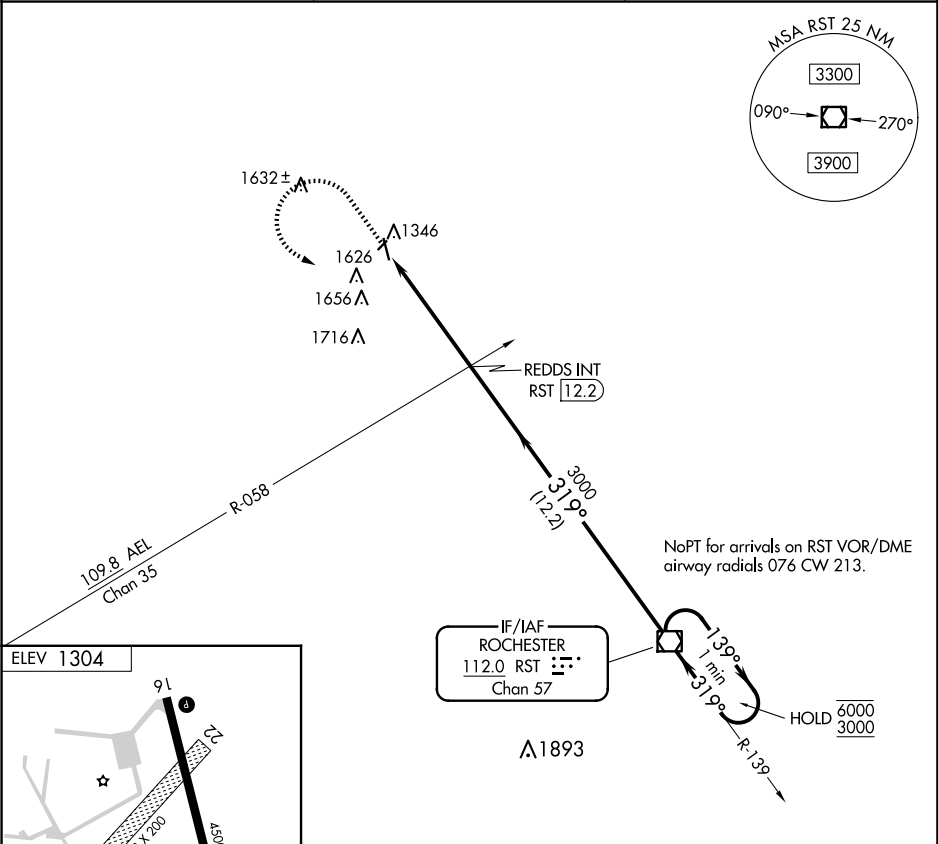 MSA RST 25 NM
3300
090°
270°
3900
1632±
1346
1626
1656
1716
REDDS INT
RST 12.2
3000
319°
(12.2)
R-058
109.8 AEL
Chan 35
NoPT for arrivals on RST VOR/DME
airway radials 076 CW 213.
IF/IAF
ROCHESTER
112.0 RST
Chan 57
139°
1 min
319°
HOLD 6000
3000
R-139
1893
ELEV 1304
16
P
22
X 200